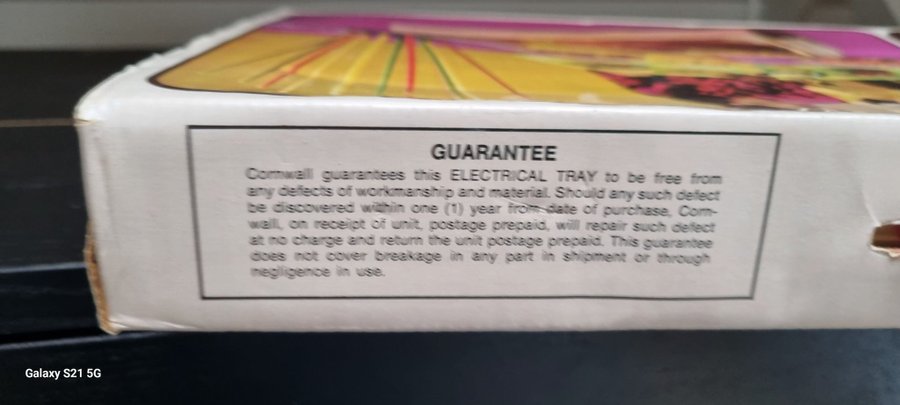 GUARANTEE
Cornwall guarantees this ELECTRICAL TRAY to be free from
any defects of workmanship and material. Should any such defect
be discovered within one (1) year from date of purchase, Corn-
wall, on receipt of unit, postage prepaid, will repair such defect
at no charge and return the unit postage prepaid. This guarantee
does not cover breakage in any part in shipment or through
negligence in use.
Galaxy S21 5G